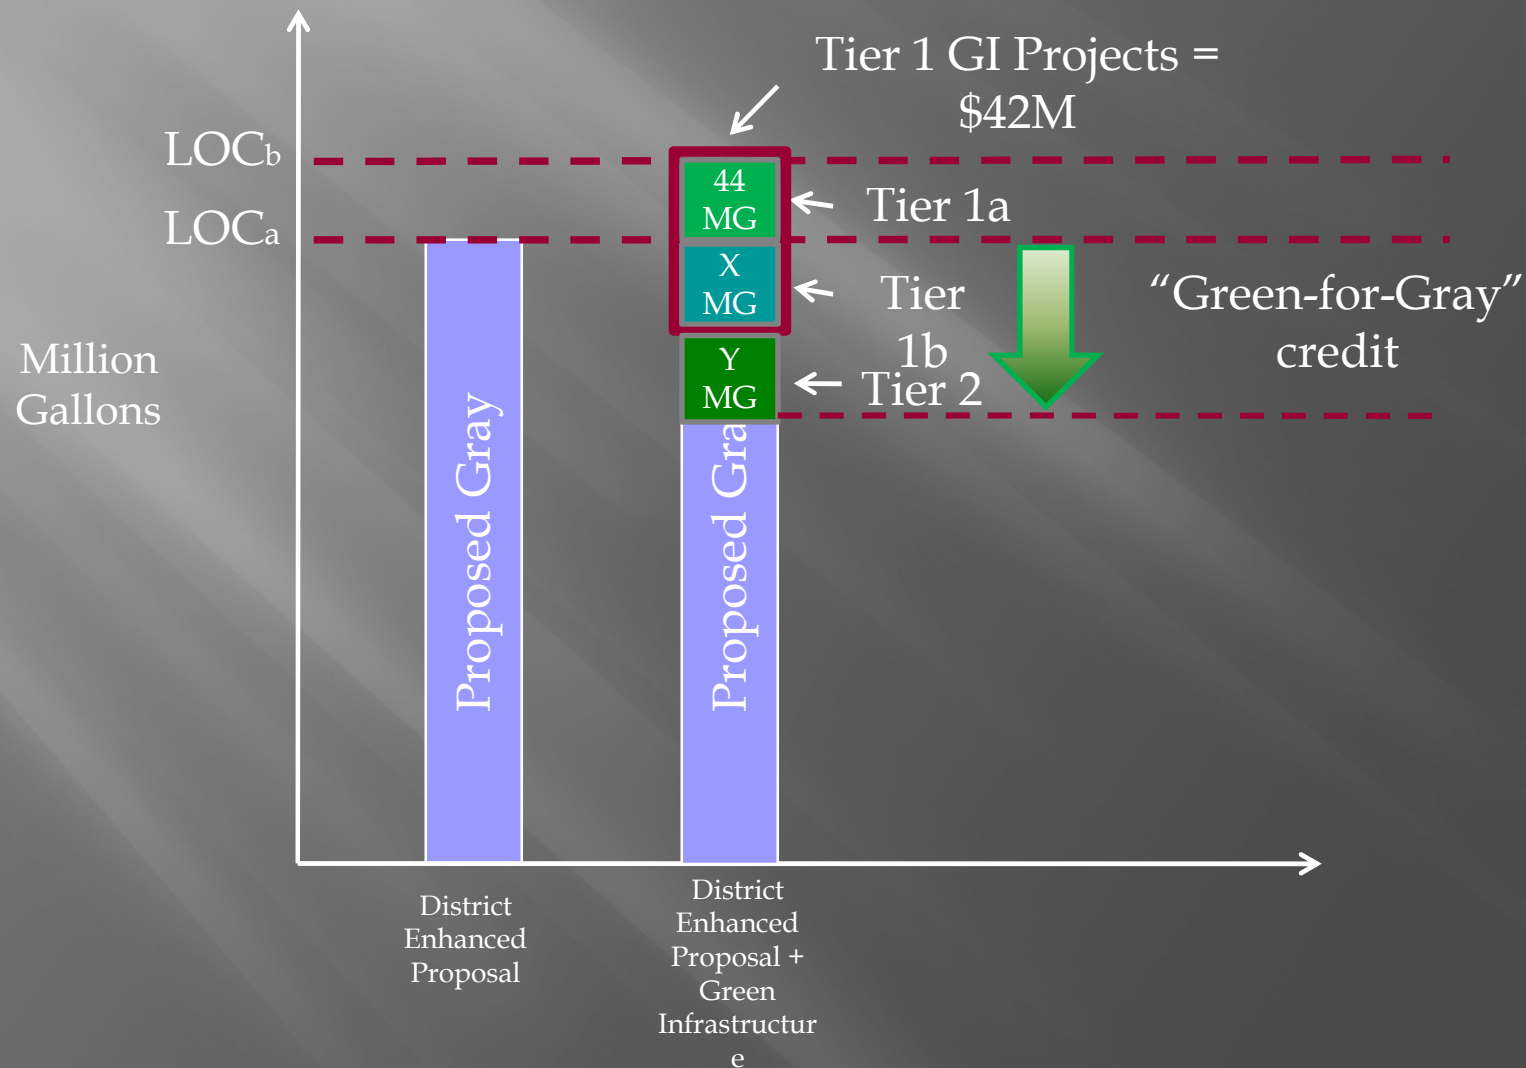 Tier 1 GI Projects =
$42M
LOCb
LOCa
44
MG
Tier 1a
X
MG
Tier
1b
“Green-for-Gray”
credit
Million
Gallons
Y
MG
Tier 2
Proposed Gray
Proposed Gra
District
Enhanced
Proposal
District
Enhanced
Proposal +
Green
Infrastructur
e